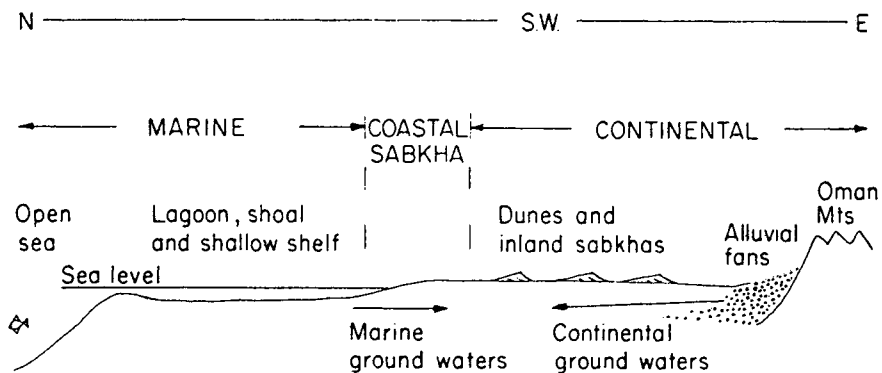 N S.W. E
MARINE COASTAL SABKHA CONTINENTAL
Open sea
Lagoon, shoal and shallow shelf
Dunes and inland sabkhas
Alluvial fans
Oman Mts
Sea level
Marine ground waters
Continental ground waters